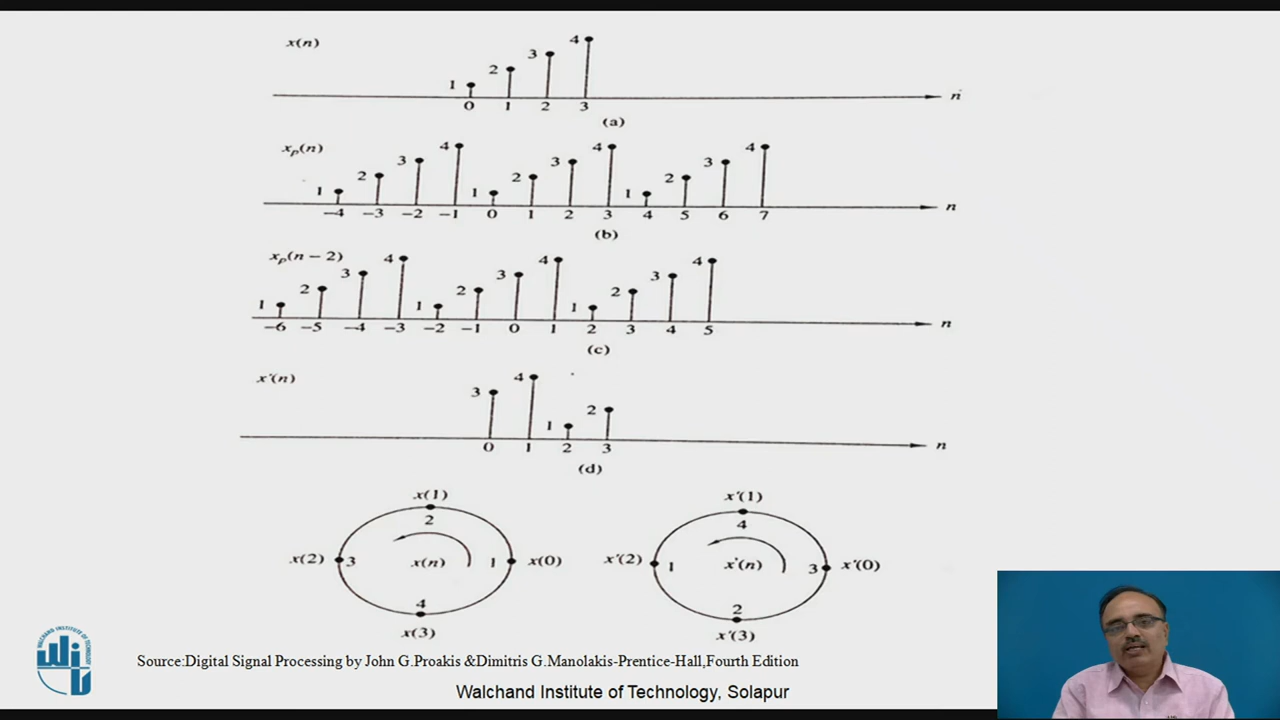 x(n)
1 2 3 4
0 1 2 3 n
(a)
xₚ(n)
1 2 3 4 1 2 3 4 1 2 3 4
−4 −3 −2 −1 0 1 2 3 4 5 6 7 n
(b)
xₚ(n − 2)
1 2 3 4 1 2 3 4 1 2 3 4
−6 −5 −4 −3 −2 −1 0 1 2 3 4 5 n
(c)
x′(n)
3 4 1 2
0 1 2 3 n
(d)
x(1)
2
x(2) 3 x(n) 1 x(0)
4
x(3)
x′(1)
4
x′(2) 1 x′(n) 3 x′(0)
2
x′(3)
WALCHAND INSTITUTE OF TECHNOLOGY
Source:Digital Signal Processing by John G.Proakis &Dimitris G.Manolakis-Prentice-Hall,Fourth Edition
Walchand Institute of Technology, Solapur